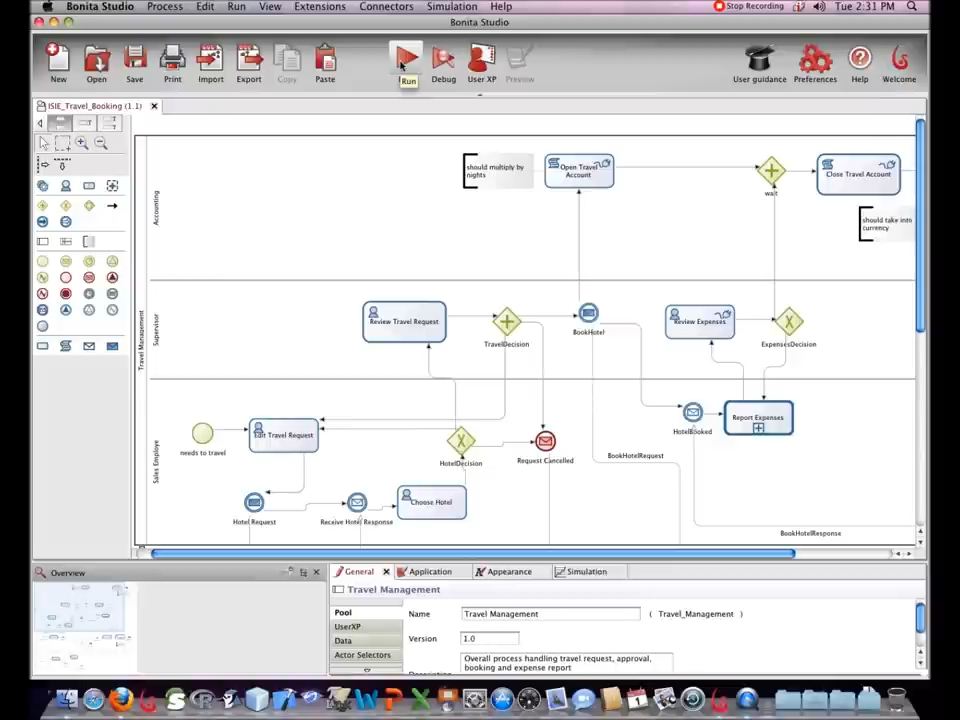 Bonita Studio Process Edit Run View Extensions Connectors Simulation Help
Stop Recording Tue 2:31 PM
Bonita Studio
New Open Save Print Import Export Copy Paste Debug User XP Preview User guidance Preferences Help Welcome
Run
ISIE_Travel_Booking (1.1)
should multiply by
nights
Open Travel
Account
wait
Close Travel Account
should take into
currency
Accounting
Travel Management
Supervisor
Review Travel Request
TravelDecision
BookHotel
Review Expenses
ExpensesDecision
Sales Employe
needs to travel
Edit Travel Request
HotelDecision
Request Cancelled
HotelBooked
Report Expenses
BookHotelRequest
Hotel Request
Receive Hotel Response
Choose Hotel
BookHotelResponse
Overview
General Application Appearance Simulation
Travel Management
Pool
UserXP
Data
Actor Selectors
Name Travel Management ( Travel_Management )
Version 1.0
Overall process handling travel request, approval,
booking and expense report